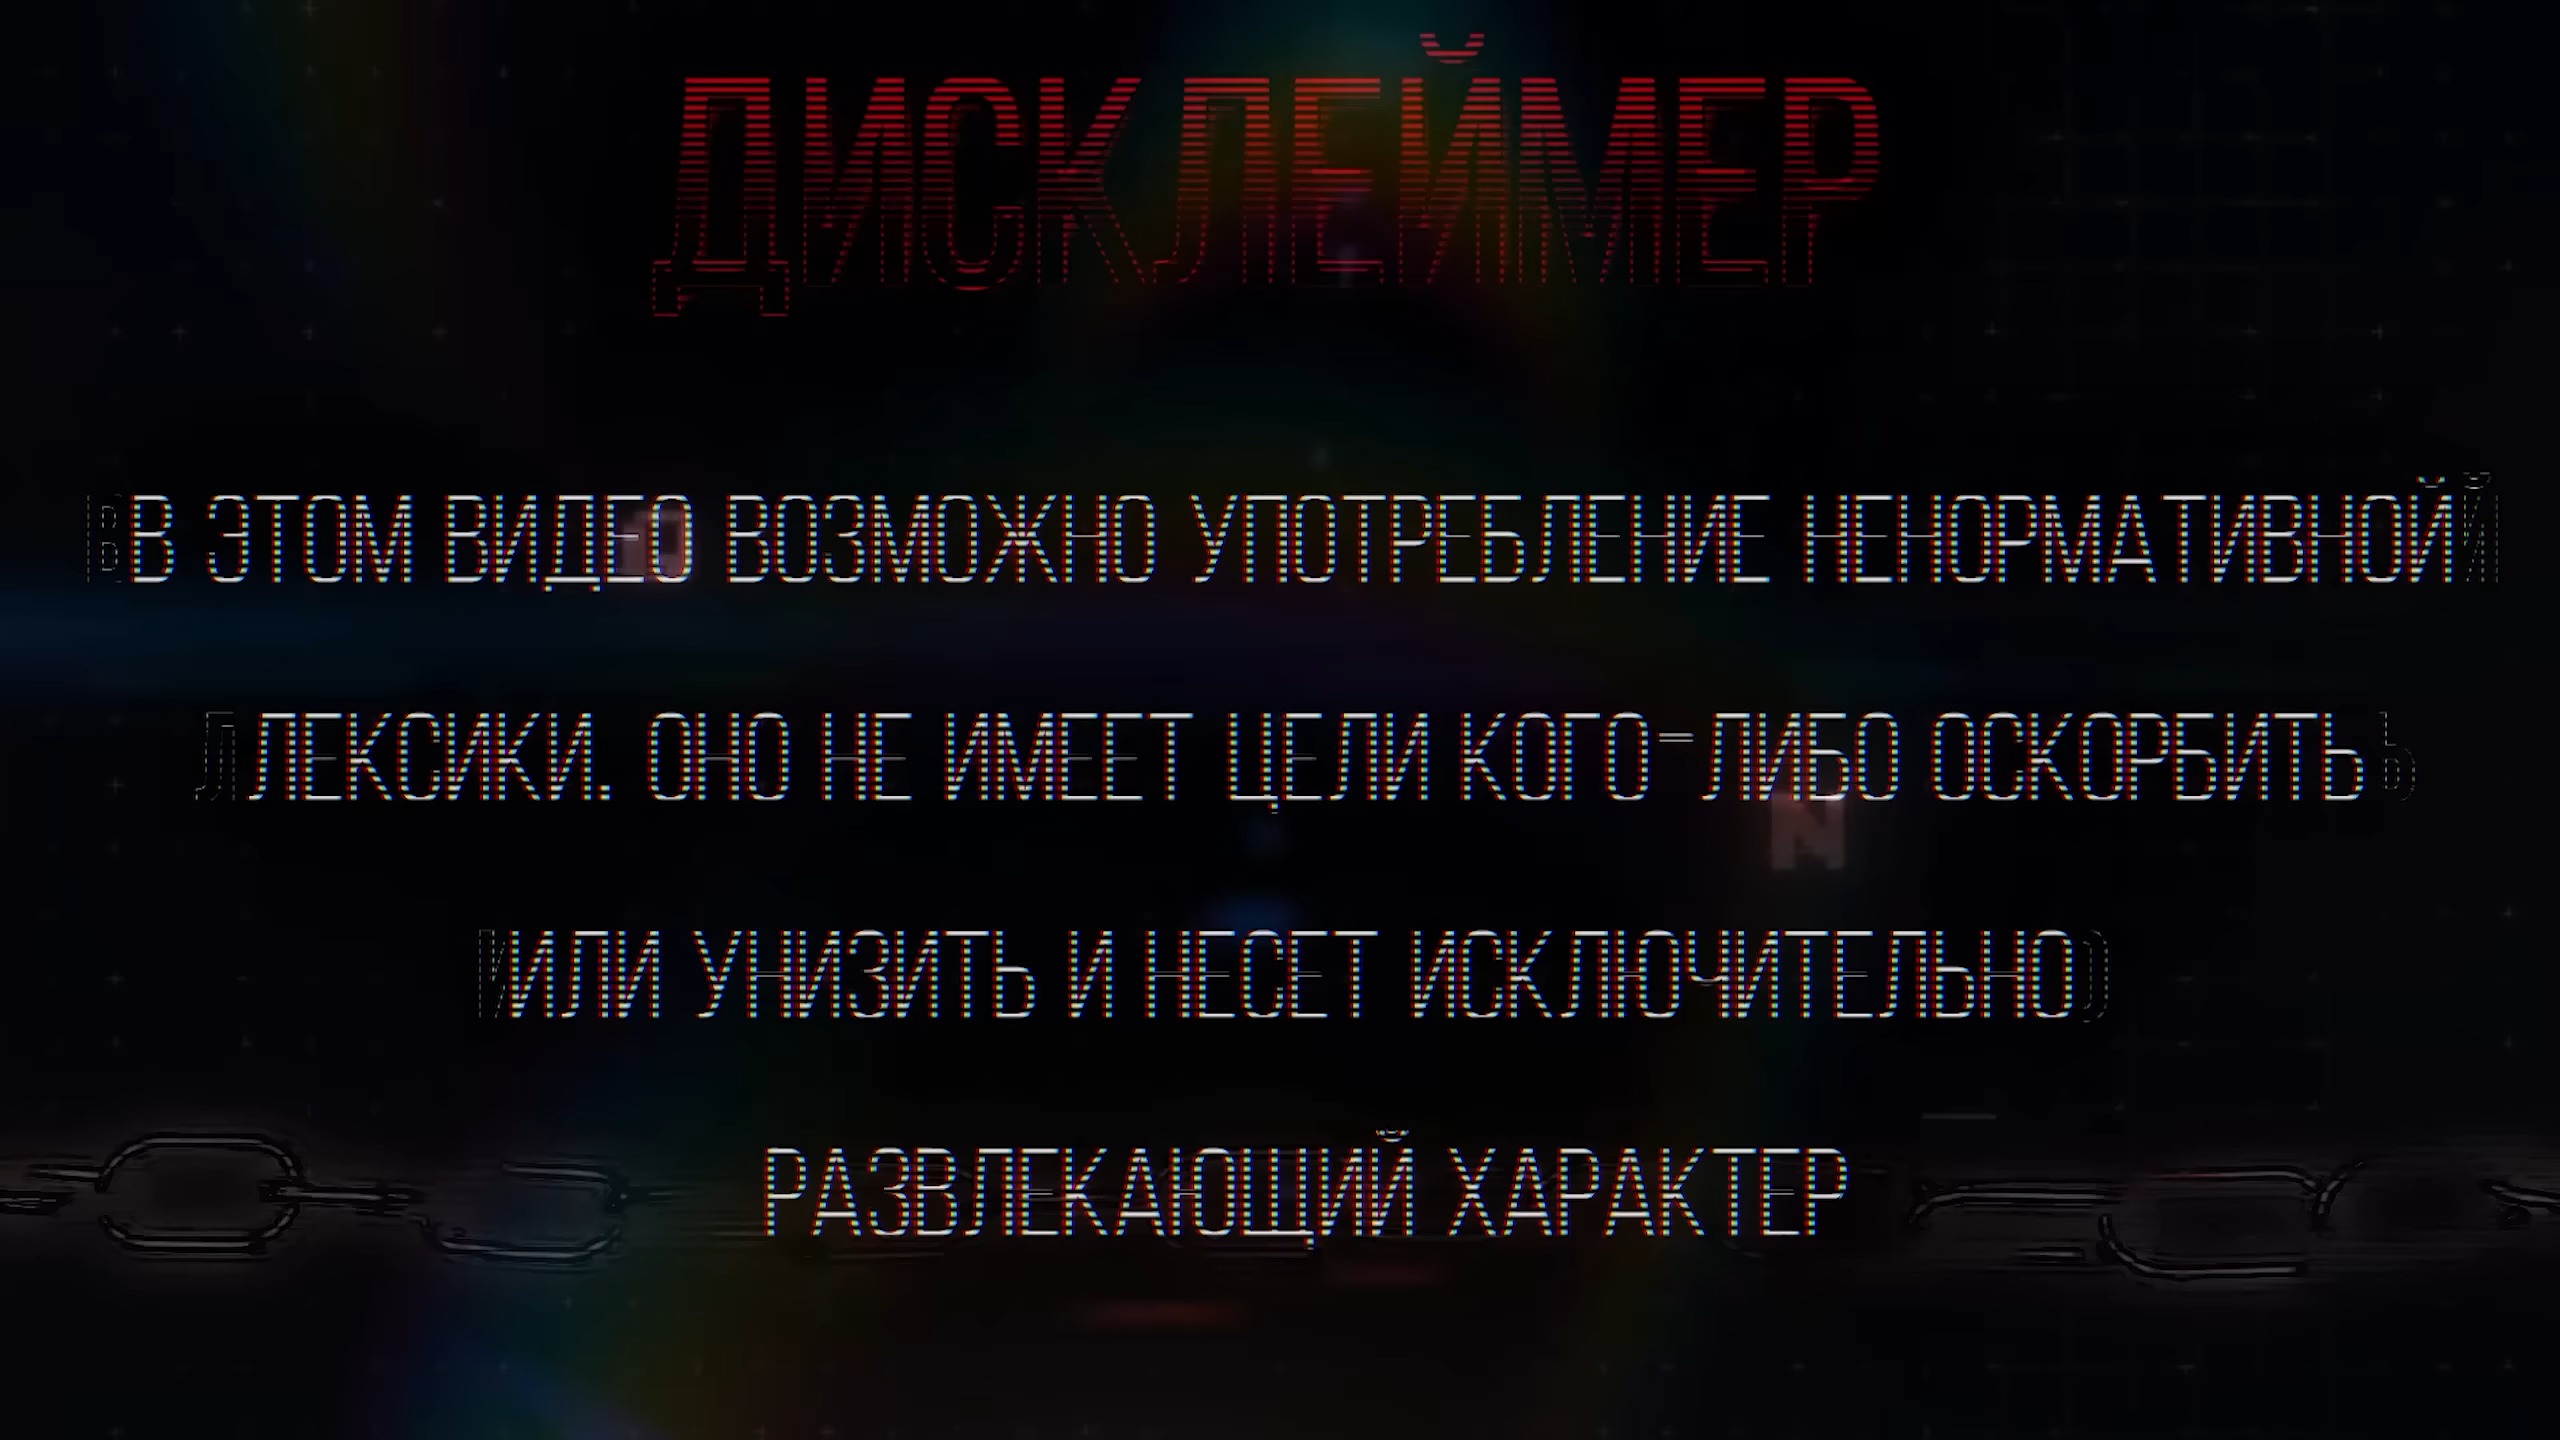 ДИСКЛЕЙМЕР
В ЭТОМ ВИДЕО ВОЗМОЖНО УПОТРЕБЛЕНИЕ НЕНОРМАТИВНОЙ
ЛЕКСИКИ. ОНО НЕ ИМЕЕТ ЦЕЛИ КОГО-ЛИБО ОСКОРБИТЬ
N
ИЛИ УНИЗИТЬ И НЕСЕТ ИСКЛЮЧИТЕЛЬНО
РАЗВЛЕКАЮЩИЙ ХАРАКТЕР